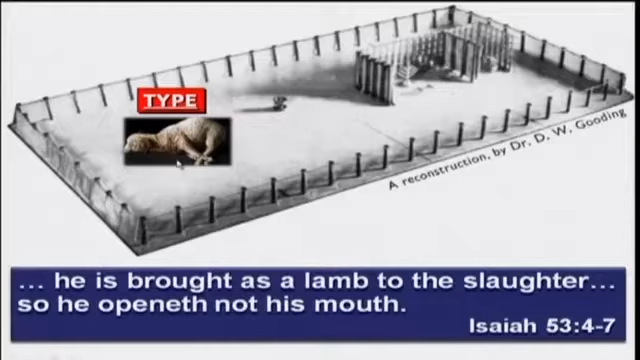 TYPE
A reconstruction, by Dr. D. W. Gooding
... he is brought as a lamb to the slaughter...
so he openeth not his mouth.
Isaiah 53:4-7